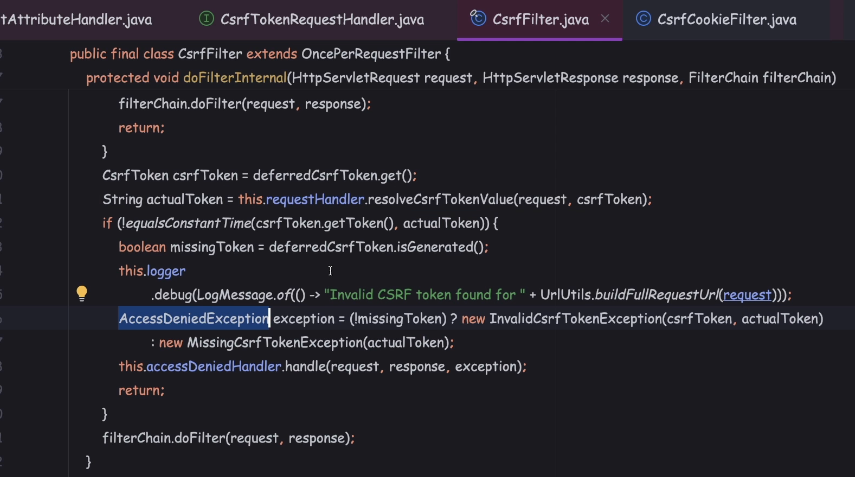 tAttributeHandler.java CsrfTokenRequestHandler.java CsrfFilter.java CsrfCookieFilter.java
public final class CsrfFilter extends OncePerRequestFilter {
protected void doFilterInternal(HttpServletRequest request, HttpServletResponse response, FilterChain filterChain)
filterChain.doFilter(request, response);
return;
}
CsrfToken csrfToken = deferredCsrfToken.get();
String actualToken = this.requestHandler.resolveCsrfTokenValue(request, csrfToken);
if (!equalsConstantTime(csrfToken.getToken(), actualToken)) {
boolean missingToken = deferredCsrfToken.isGenerated();
this.logger
.debug(LogMessage.of(() -> "Invalid CSRF token found for " + UrlUtils.buildFullRequestUrl(request)));
AccessDeniedException exception = (!missingToken) ? new InvalidCsrfTokenException(csrfToken, actualToken)
: new MissingCsrfTokenException(actualToken);
this.accessDeniedHandler.handle(request, response, exception);
return;
}
filterChain.doFilter(request, response);
}